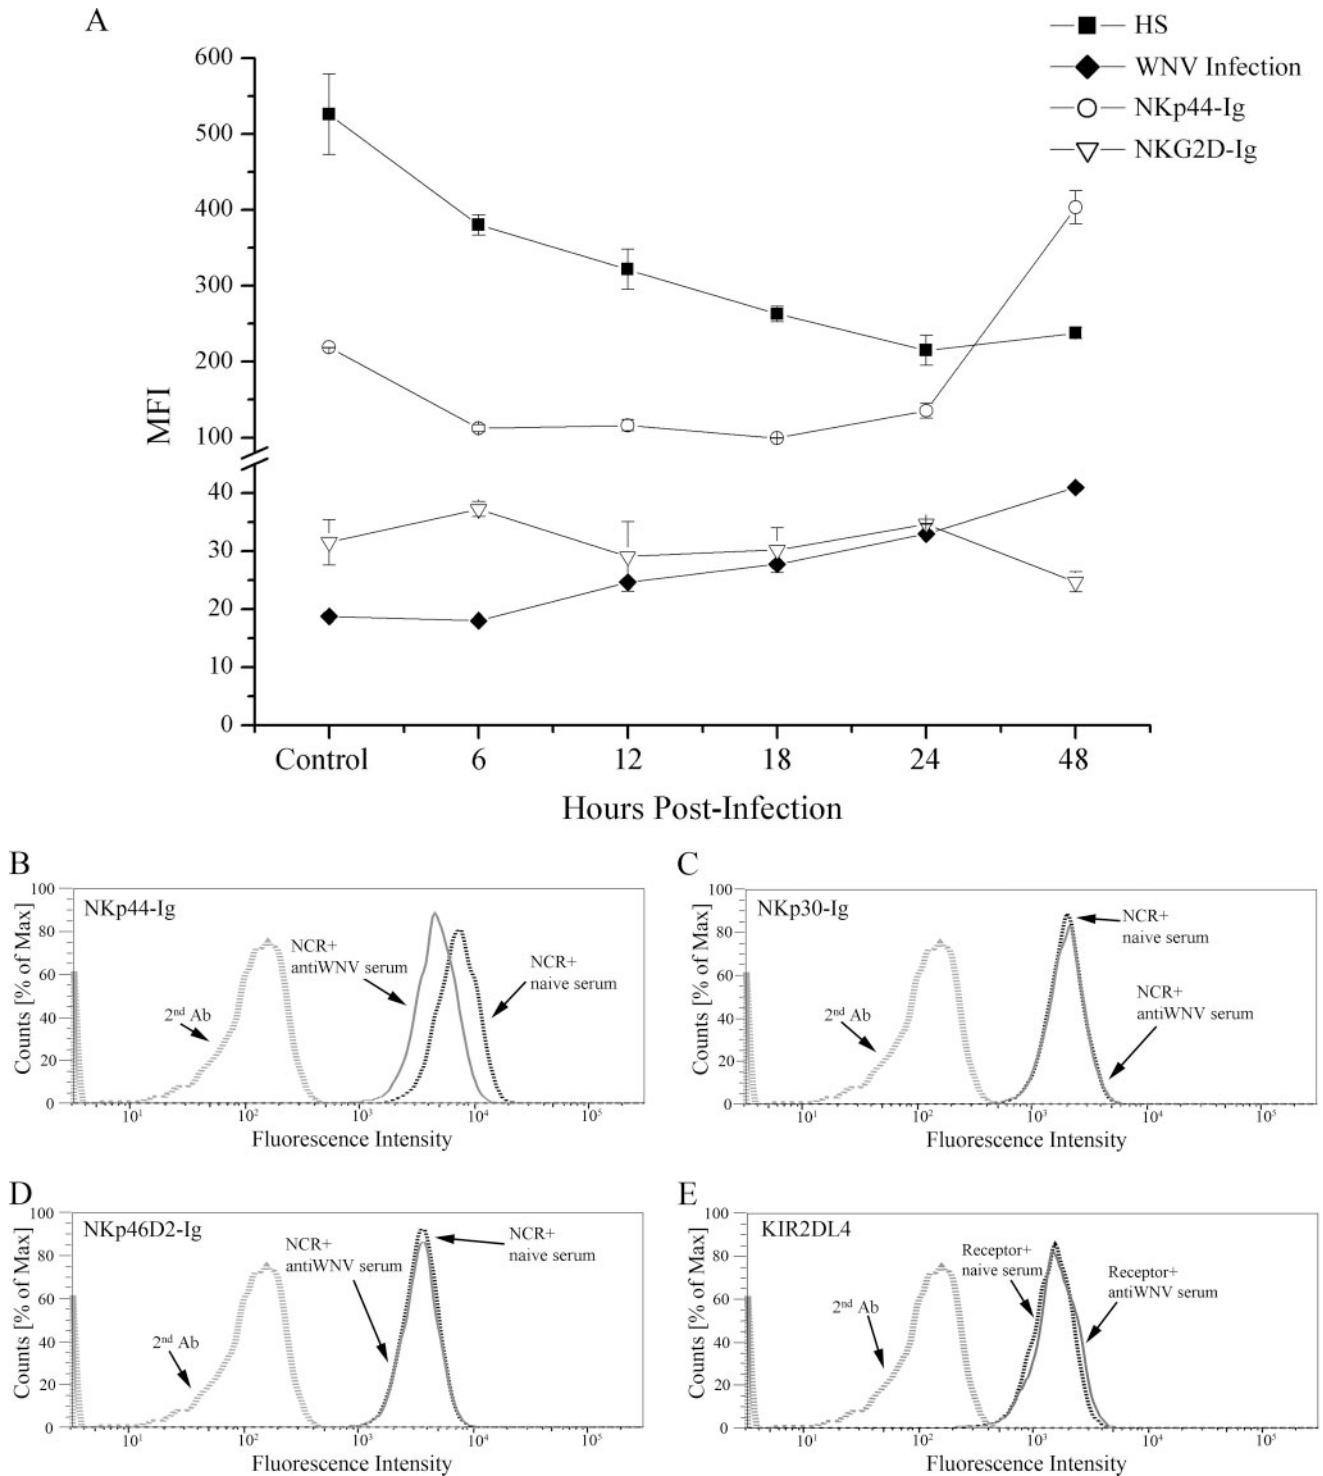 A
HS
WNV Infection
NKp44-Ig
NKG2D-Ig
600
500
400
300
200
100
40
30
20
10
0
MFI
Control 6 12 18 24 48
Hours Post-Infection
B
NKp44-Ig
100
80
60
40
20
0
Counts [% of Max]
2nd Ab
NCR+
antiWNV serum
NCR+
naive serum
10¹ 10² 10³ 10⁴ 10⁵
Fluorescence Intensity
C
NKp30-Ig
100
80
60
40
20
0
Counts [% of Max]
2nd Ab
NCR+
naive serum
NCR+
antiWNV serum
10¹ 10² 10³ 10⁴ 10⁵
Fluorescence Intensity
D
NKp46D2-Ig
100
80
60
40
20
0
Counts [% of Max]
2nd Ab
NCR+
antiWNV serum
NCR+
naive serum
10¹ 10² 10³ 10⁴ 10⁵
Fluorescence Intensity
E
KIR2DL4
100
80
60
40
20
0
Counts [% of Max]
2nd Ab
Receptor+
naive serum
Receptor+
antiWNV serum
10¹ 10² 10³ 10⁴ 10⁵
Fluorescence Intensity